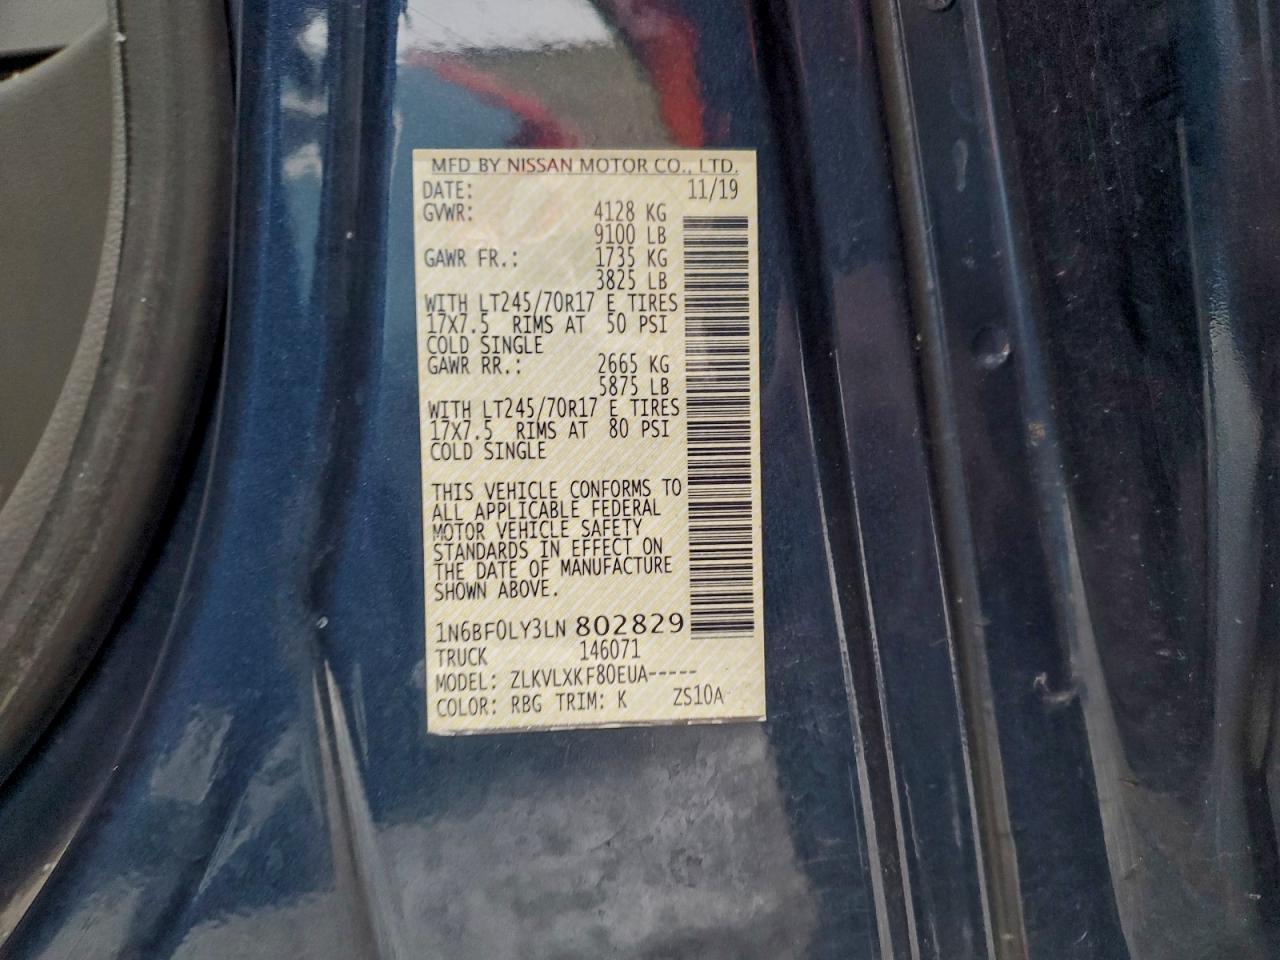 MFD BY NISSAN MOTOR CO., LTD.
DATE: 11/19
GVWR: 4128 KG
9100 LB
GAWR FR.: 1735 KG
3825 LB
WITH LT245/70R17 E TIRES
17X7.5 RIMS AT 50 PSI
COLD SINGLE
GAWR RR.: 2665 KG
5875 LB
WITH LT245/70R17 E TIRES
17X7.5 RIMS AT 80 PSI
COLD SINGLE
THIS VEHICLE CONFORMS TO
ALL APPLICABLE FEDERAL
MOTOR VEHICLE SAFETY
STANDARDS IN EFFECT ON
THE DATE OF MANUFACTURE
SHOWN ABOVE.
1N6BF0LY3LN 802829
TRUCK 146071
MODEL: ZLKVLXKF80EUA-----
COLOR: RBG TRIM: K ZS10A